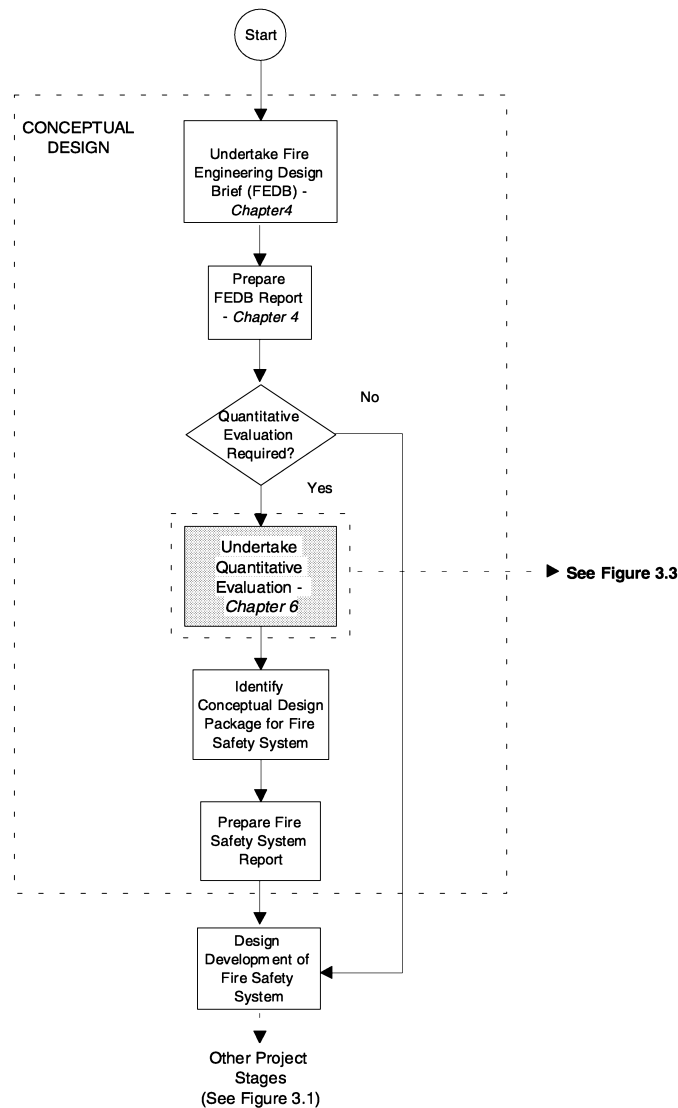 Start
CONCEPTUAL
DESIGN
Undertake Fire
Engineering Design
Brief (FEDB) -
Chapter4
Prepare
FEDB Report
- Chapter 4
No
Quantitative
Evaluation
Required?
Yes
Undertake
Quantitative
Evaluation -
Chapter 6
See Figure 3.3
Identify
Conceptual Design
Package for Fire
Safety System
Prepare Fire
Safety System
Report
Design
Development of
Fire Safety
System
Other Project
Stages
(See Figure 3.1)